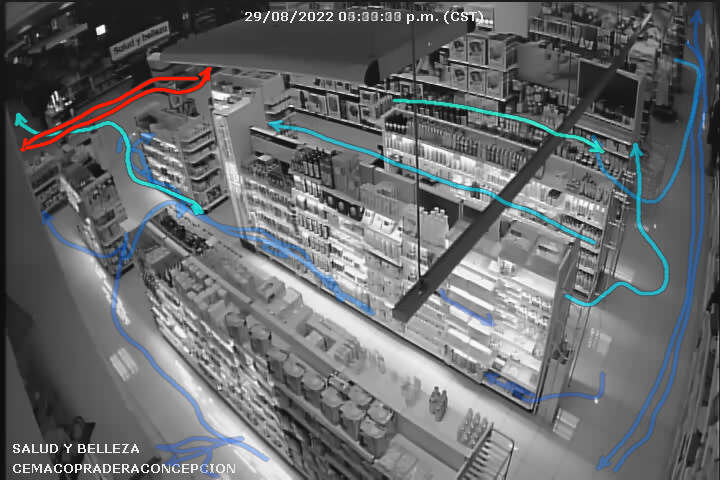 29/08/2022 p.m. (CST)
Salud y belleza
SALUD Y BELLEZA
CEMACOPRADERACONCEPCION